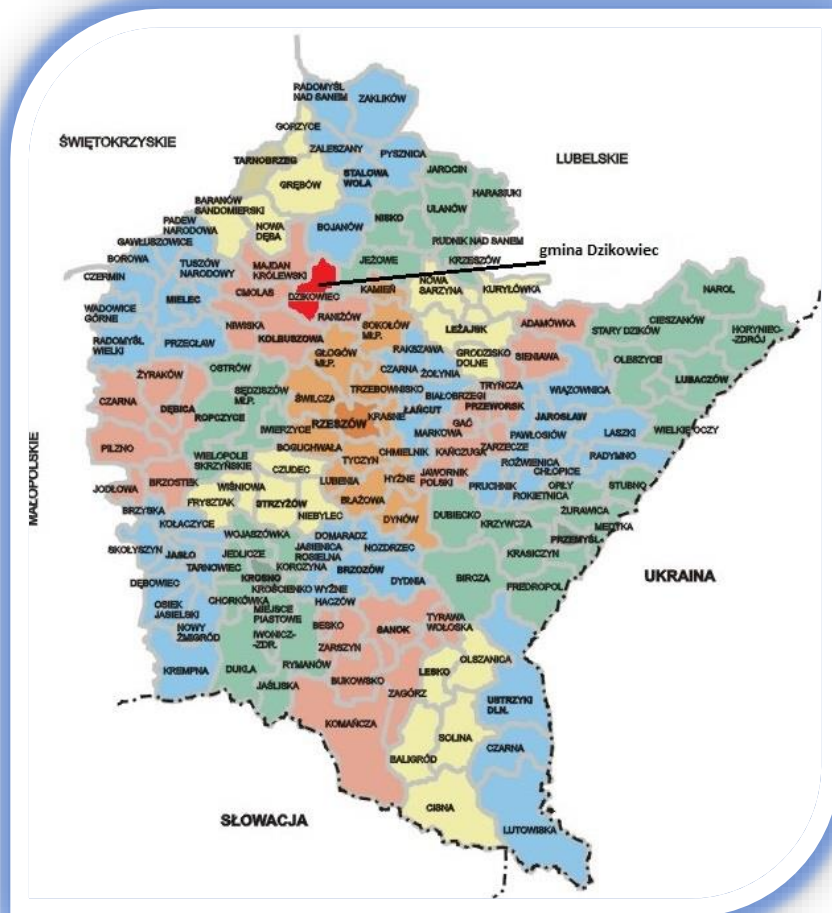 RADOMYŚL
NAD SANEM
ZAKLIKÓW
GORZYCE
ŚWIĘTOKRZYSKIE
ZALESZANY
PYSZNICA
LUBELSKIE
TARNOBRZEG
STALOWA
WOLA
JAROCIN
GRĘBÓW
HARASIUKI
BARANÓW
SANDOMIERSKI
NISKO
ULANÓW
PADEW
NARODOWA
NOWA
DĘBA
BOJANÓW
RUDNIK NAD SANEM
GAWŁUSZOWICE
gmina Dzikowiec
BOROWA
TUSZÓW
NARODOWY
MAJDAN
KRÓLEWSKI
JEŻOWE
KRZESZÓW
CZERMIN
CMOLAS
DZIKOWIEC
KAMIEŃ
NOWA
SARZYNA
KURYŁÓWKA
NAROL
WADOWICE
GÓRNE
MIELEC
RANIŻÓW
CIESZANÓW
NIWISKA
SOKOŁÓW
MŁP.
LEŻAJSK
ADAMÓWKA
STARY DZIKÓW
HORYNIEC-
ZDRÓJ
RADOMYŚL
WIELKI
PRZECŁAW
KOLBUSZOWA
RAKSZAWA
GRODZISKO
DOLNE
SIENIAWA
OLESZYCE
GŁOGÓW
MŁP.
OSTRÓW
CZARNA
ŻOŁYNIA
LUBACZÓW
ŻYRAKÓW
SĘDZISZÓW
MŁP.
TRZEBOWNISKO
TRYŃCZA
WIĄZOWNICA
CZARNA
DĘBICA
ŚWILCZA
BIAŁOBRZEGI
PRZEWORSK
ROPCZYCE
RZESZÓW
KRASNE
ŁAŃCUT
JAROSŁAW
GAĆ
IWIERZYCE
MARKOWA
PAWŁOSIÓW
LASZKI
WIELKIE OCZY
PILZNO
BOGUCHWAŁA
CHMIELNIK
KAŃCZUGA
ZARZECZE
RADYMNO
WIELOPOLE
SKRZYŃSKIE
TYCZYN
ROŹWIENICA
MAŁOPOLSKIE
CZUDEC
CHŁOPICE
JODŁOWA
BRZOSTEK
WIŚNIOWA
LUBENIA
HYŻNE
JAWORNIK
POLSKI
PRUCHNIK
ORŁY
STUBNO
FRYSZTAK
STRZYŻÓW
BŁAŻOWA
ROKIETNICA
BRZYSKA
NIEBYLEC
DYNÓW
DUBIECKO
ŻURAWICA
KOŁACZYCE
KRZYWCZA
MEDYKA
WOJASZÓWKA
DOMARADZ
PRZEMYŚL
SKOŁYSZYN
JASŁO
JEDLICZE
JASIENICA
ROSIELNA
NOZDRZEC
KRASICZYN
TARNOWIEC
KORCZYNA
BRZOZÓW
DĘBOWIEC
KROSNO
DYDNIA
BIRCZA
FREDROPOL
UKRAINA
KROŚCIENKO WYŻNE
OSIEK
JASIELSKI
CHORKÓWKA
HACZÓW
MIEJSCE
PIASTOWE
TYRAWA
WOŁOSKA
NOWY
ŻMIGRÓD
BESKO
SANOK
IWONICZ-
-ZDR.
ZARSZYN
OLSZANICA
KREMPNA
DUKLA
RYMANÓW
LESKO
JAŚLISKA
BUKOWSKO
ZAGÓRZ
USTRZYKI
DLN.
KOMAŃCZA
SOLINA
CZARNA
BALIGRÓD
CISNA
SŁOWACJA
LUTOWISKA